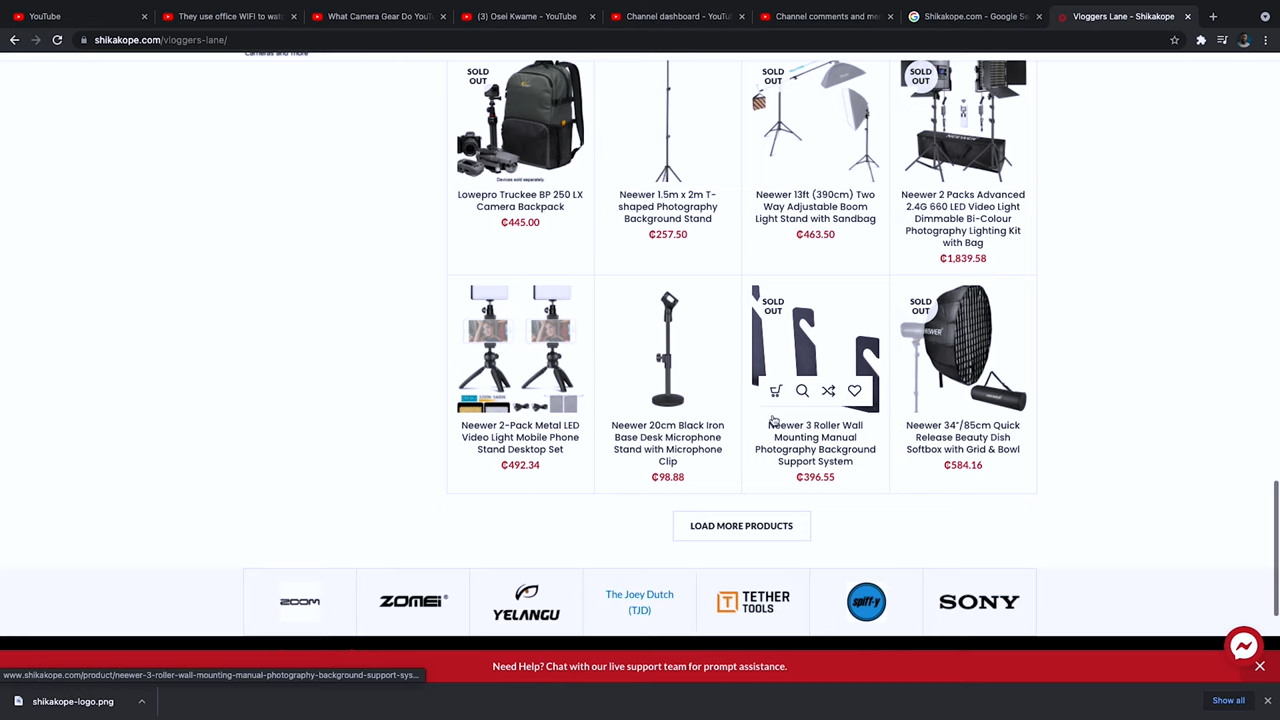 YouTube
They use office WIFI to wat
What Camera Gear Do YouT
(3) Osei Kwame - YouTube
Channel dashboard - YouTu
Channel comments and me
Shikakope.com - Google Se
Vloggers Lane - Shikakope
shikakope.com/vloggers-lane/
Cameras and more
SOLD
OUT
Devices sold separately.
Lowepro Truckee BP 250 LX
Camera Backpack
₵445.00
Neewer 1.5m x 2m T-
shaped Photography
Background Stand
₵257.50
SOLD
OUT
Neewer 13ft (390cm) Two
Way Adjustable Boom
Light Stand with Sandbag
₵463.50
SOLD
OUT
NEEWER
Neewer 2 Packs Advanced
2.4G 660 LED Video Light
Dimmable Bi-Colour
Photography Lighting Kit
with Bag
₵1,839.58
Neewer 2-Pack Metal LED
Video Light Mobile Phone
Stand Desktop Set
₵492.34
Neewer 20cm Black Iron
Base Desk Microphone
Stand with Microphone
Clip
₵98.88
SOLD
OUT
Neewer 3 Roller Wall
Mounting Manual
Photography Background
Support System
₵396.55
SOLD
OUT
NEEWER
Neewer 34"/85cm Quick
Release Beauty Dish
Softbox with Grid & Bowl
₵584.16
LOAD MORE PRODUCTS
ZOOM
ZOMEI®
YELANGU
The Joey Dutch
(TJD)
TETHER
TOOLS
spiff-y
SONY
Need Help? Chat with our live support team for prompt assistance.
www.shikakope.com/product/neewer-3-roller-wall-mounting-manual-photography-background-support-sys...
shikakope-logo.png
Show all